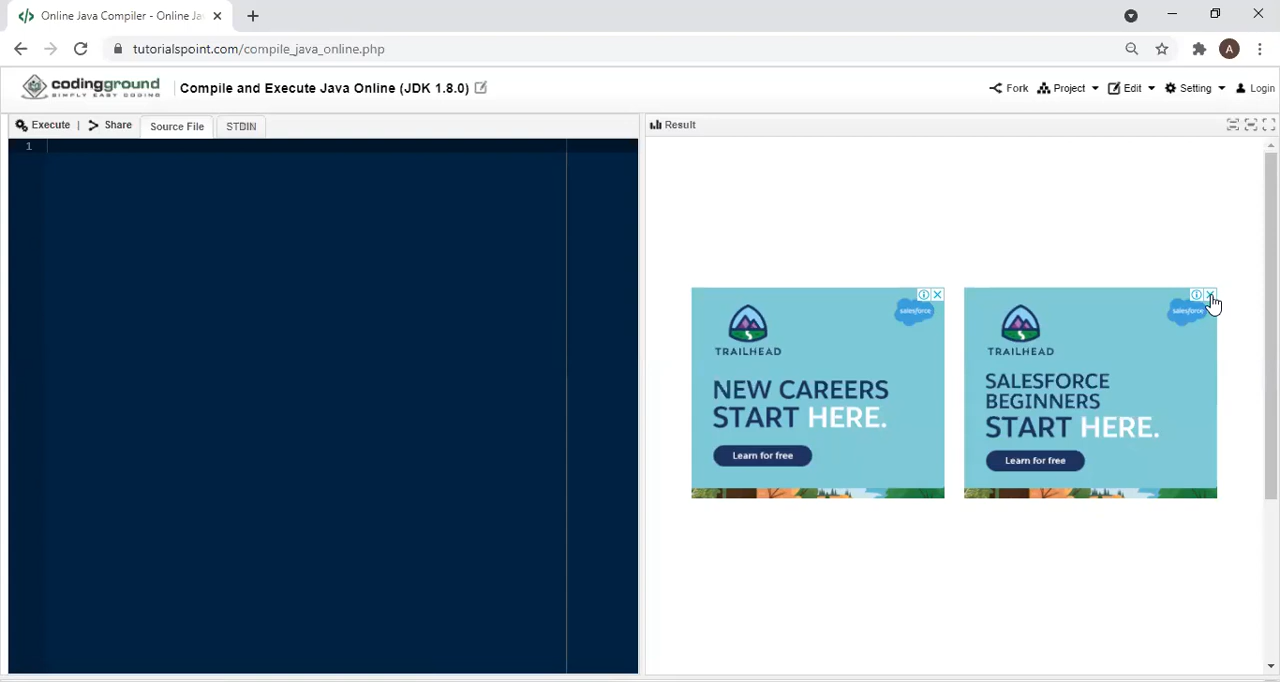 Online Java Compiler - Online Ja
tutorialspoint.com/compile_java_online.php
A
codingground
SIMPLY EASY CODING
Compile and Execute Java Online (JDK 1.8.0)
Fork
Project
Edit
Setting
Login
Execute | Share
Source File
STDIN
Result
1
salesforce
TRAILHEAD
NEW CAREERS
START HERE.
Learn for free
salesforce
TRAILHEAD
SALESFORCE
BEGINNERS
START HERE.
Learn for free